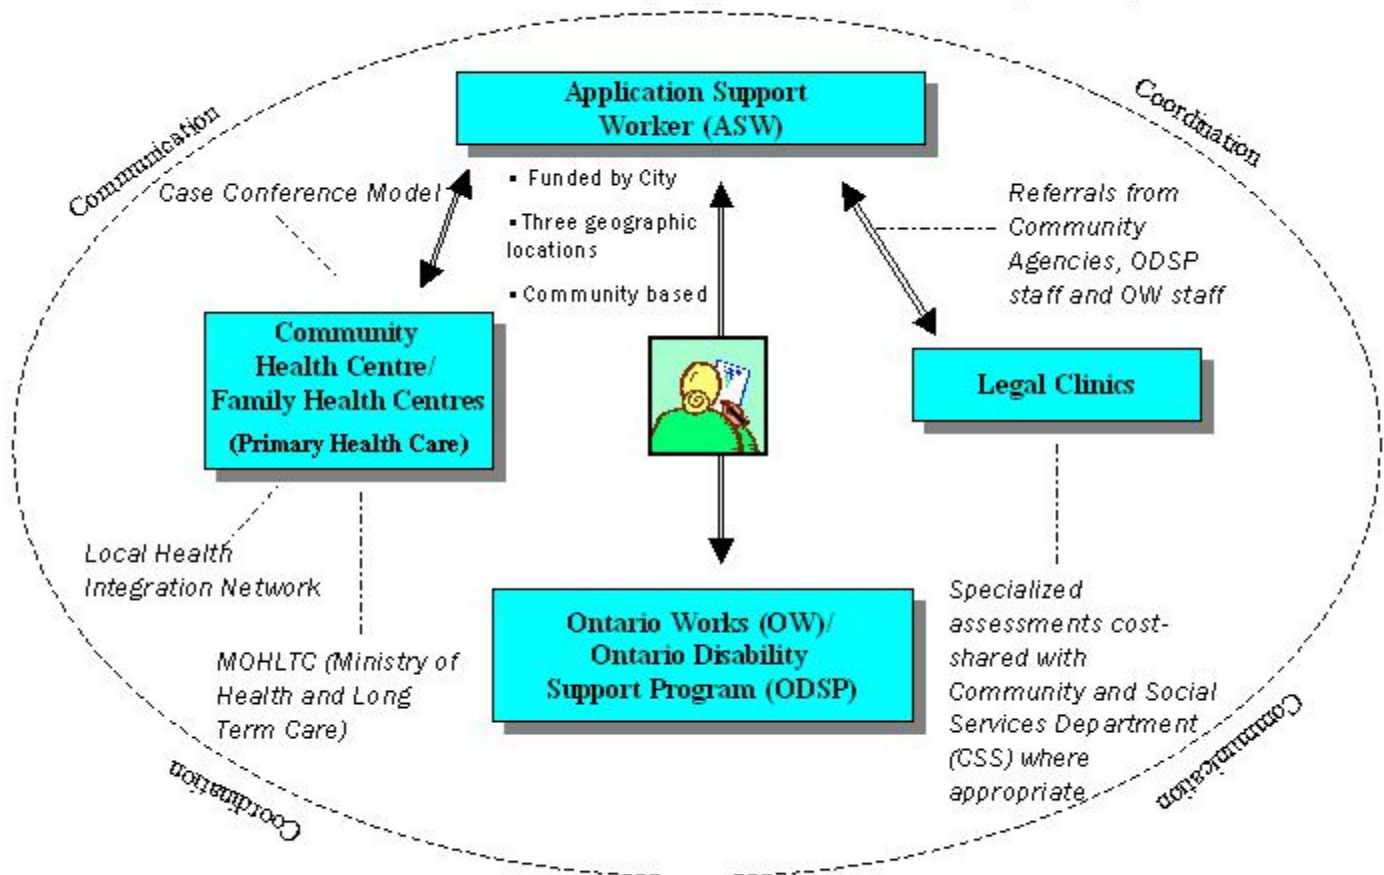 Application Support
Worker (ASW)
Communication
Coordination
Case Conference Model
▪ Funded by City
▪ Three geographic
locations
▪ Community based
Referrals from
Community
Agencies, ODSP
staff and OW staff
Community
Health Centre/
Family Health Centres
(Primary Health Care)
Legal Clinics
Local Health
Integration Network
MOHLTC (Ministry of
Health and Long
Term Care)
Ontario Works (OW)/
Ontario Disability
Support Program (ODSP)
Specialized
assessments cost-
shared with
Community and Social
Services Department
(CSS) where
appropriate
Coordination
Communication